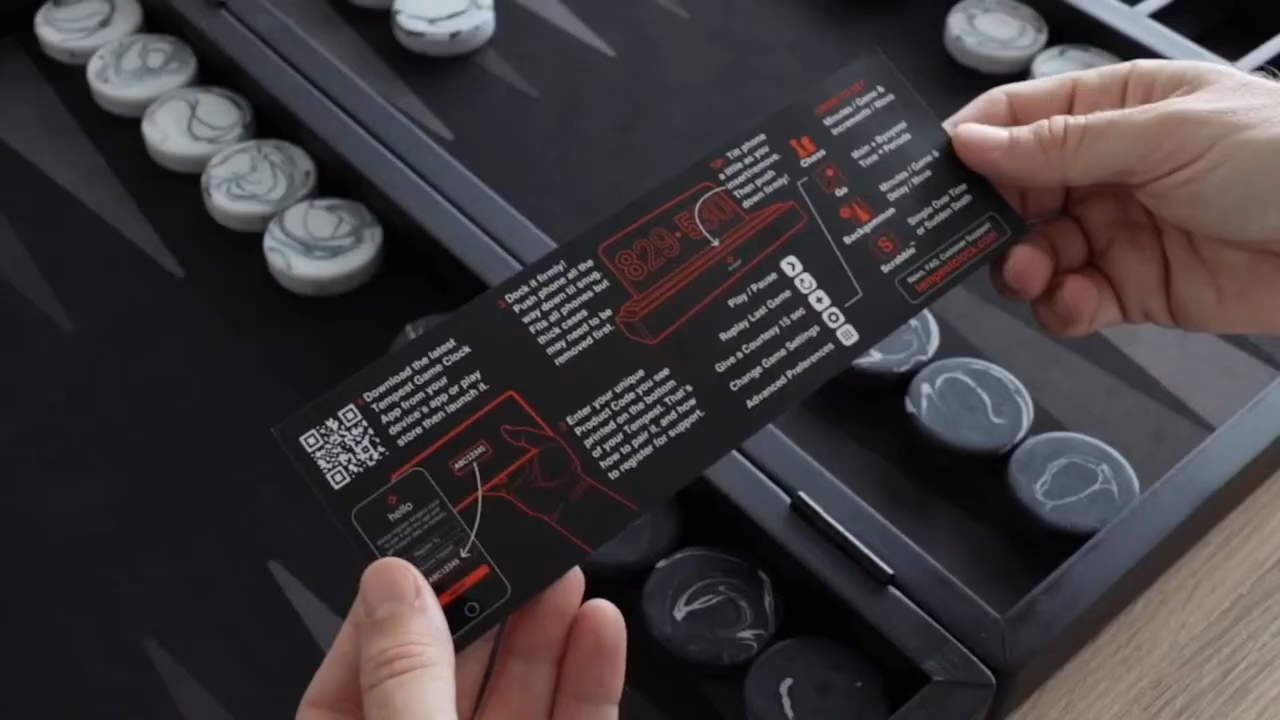 1 Download the latest
Tempest Game Clock
App from your
device's app or play
store then launch it.
hello
ABC12345
ABC12345
2 Enter your unique
Product Code you see
printed on the bottom
of your Tempest. That's
how to pair it, and how
to register for support.
3 Dock it firmly!
Push phone all the
way down til snug.
Fits all phones but
thick cases
may need to be
removed first.
829·530
TIP: Tilt phone
a little as you
insert/remove.
Then push
down firmly!
Play / Pause
Replay Last Game
Give a Courtesy 15 sec
Change Game Settings
Advanced Preferences
Chess
Minutes / Game &
Increments / Move
Go
Main + Byoyomi
Time + Periods
Backgammon
Minutes / Game &
Delay / Move
S
Scrabble™
Simple Over Time
or Sudden Death
News, FAQ, Customer Support
tempestclock.com